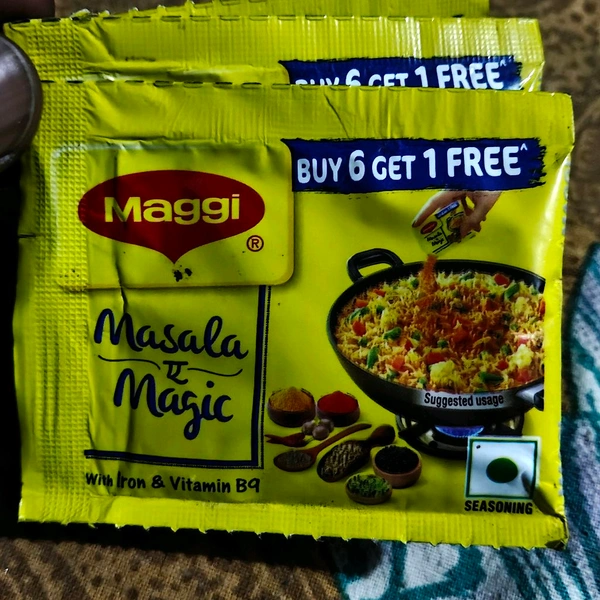 BUY 6 GET 1 FREE^
BUY 6 GET 1 FREE^
Maggi
®
Masala
ए
Magic
With Iron & Vitamin B9
Suggested usage
SEASONING